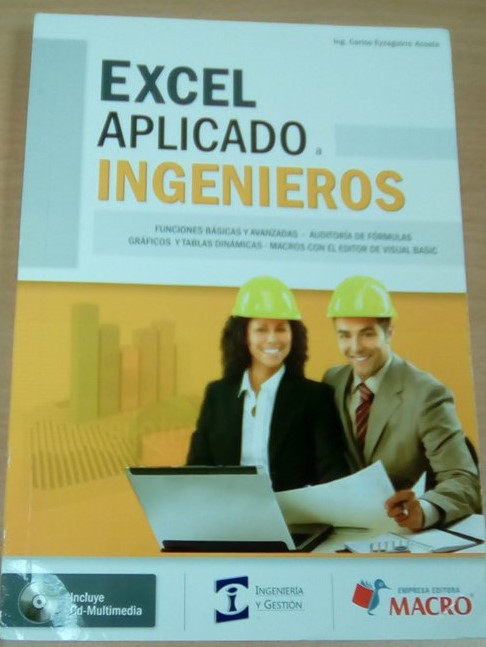 Ing. Carlos Eyzaguirre Acosta
EXCEL
APLICADO a
INGENIEROS
FUNCIONES BÁSICAS Y AVANZADAS - AUDITORÍA DE FÓRMULAS
GRÁFICOS Y TABLAS DINÁMICAS - MACROS CON EL EDITOR DE VISUAL BASIC
Incluye
Cd-Multimedia
i
INGENIERÍA
Y GESTIÓN
EMPRESA EDITORA
MACRO®